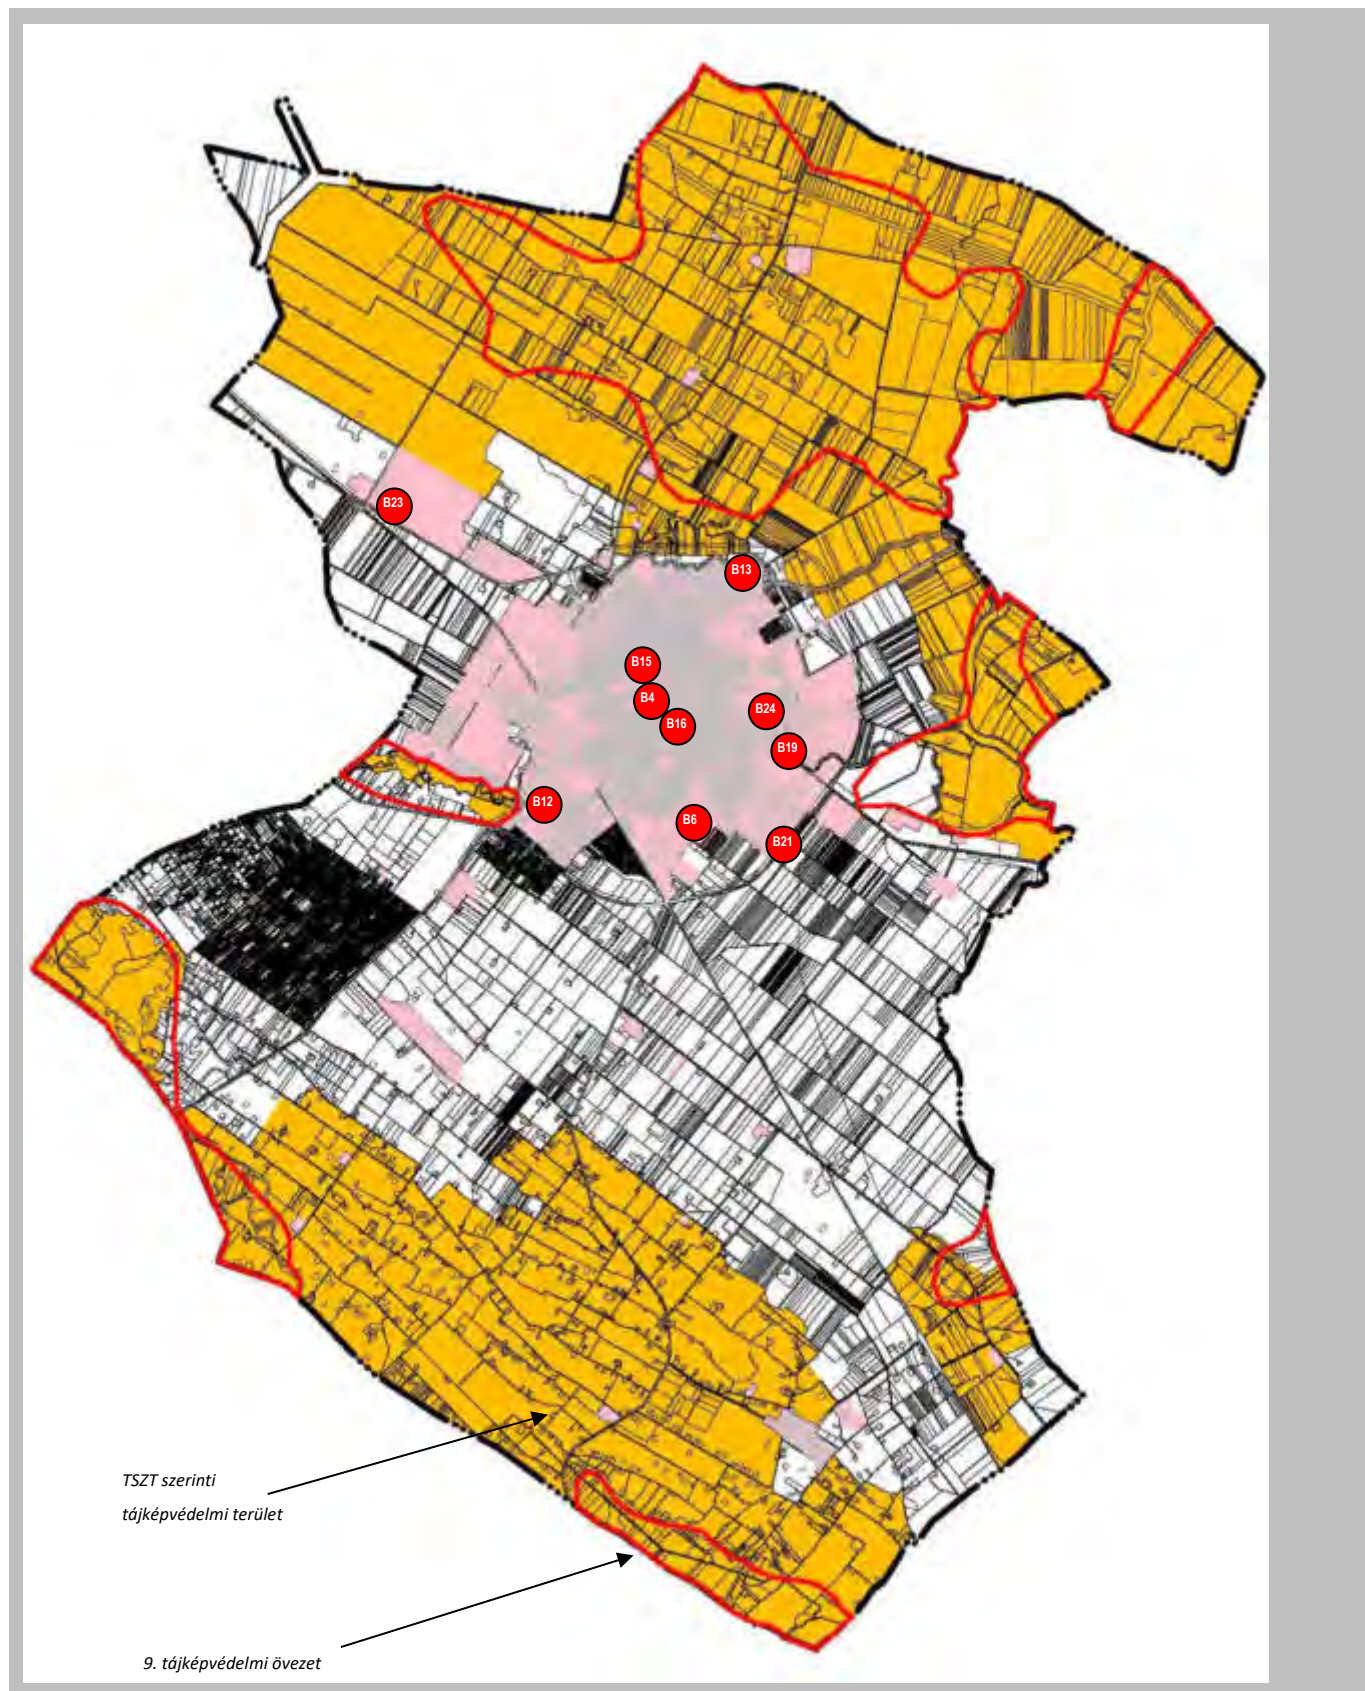 B23
B13
B15
B4
B16
B24
B19
B12
B6
B21
TSZT szerinti
tájképvédelmi terület
9. tájképvédelmi övezet